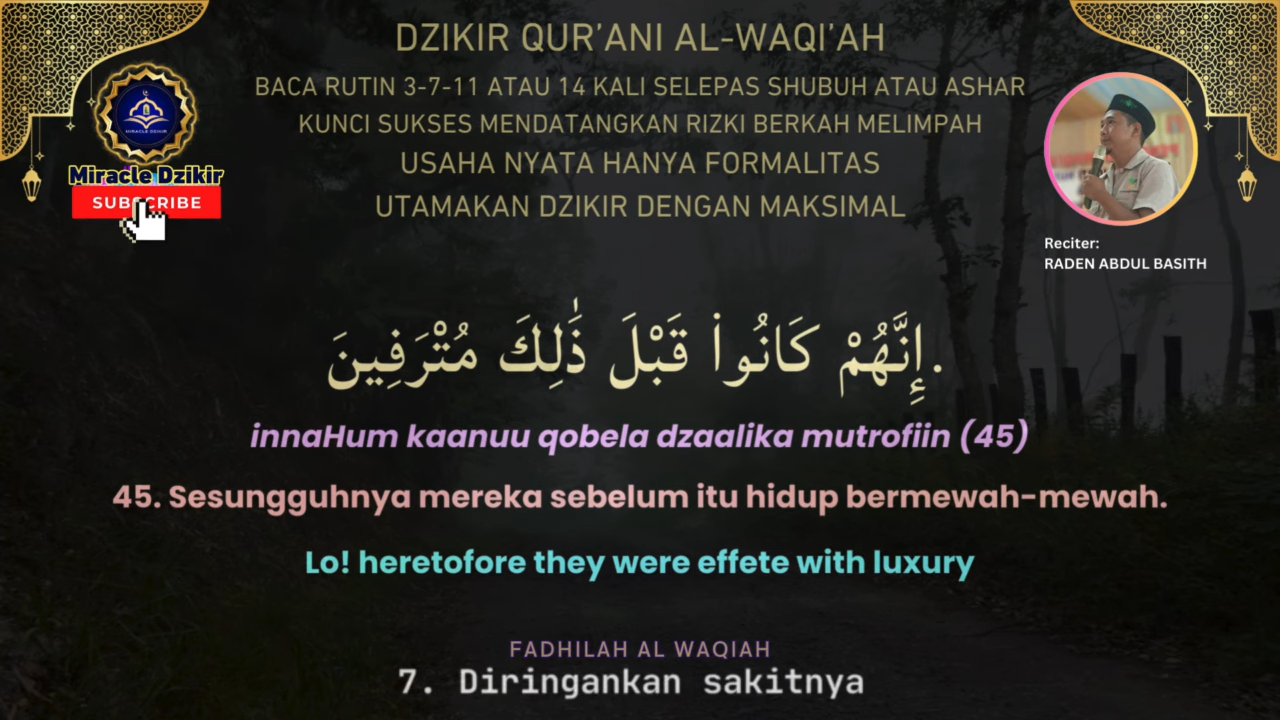 DZIKIR QUR'ANI AL-WAQI'AH
BACA RUTIN 3-7-11 ATAU 14 KALI SELEPAS SHUBUH ATAU ASHAR
KUNCI SUKSES MENDATANGKAN RIZKI BERKAH MELIMPAH
USAHA NYATA HANYA FORMALITAS
UTAMAKAN DZIKIR DENGAN MAKSIMAL
MIRACLE DZIKIR
Miracle Dzikir
SUBSCRIBE
Reciter:
RADEN ABDUL BASITH
.إِنَّهُمْ كَانُوا۟ قَبْلَ ذَٰلِكَ مُتْرَفِينَ
innaHum kaanuu qobela dzaalika mutrofiin (45)
45. Sesungguhnya mereka sebelum itu hidup bermewah-mewah.
Lo! heretofore they were effete with luxury
FADHILAH AL WAQIAH
7. Diringankan sakitnya